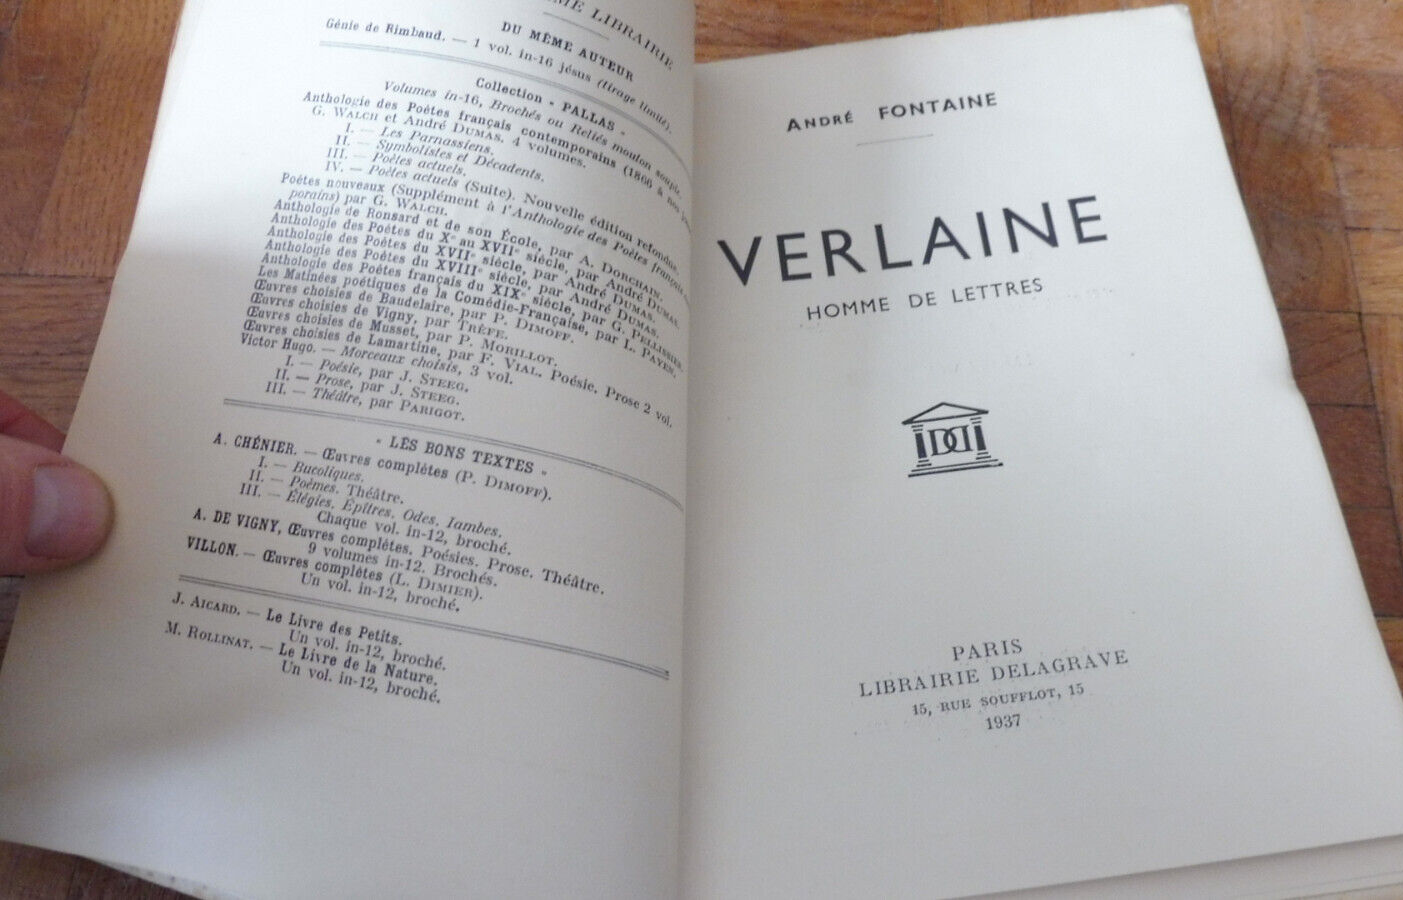 ME LIBRAIRIE
DU MÊME AUTEUR
Génie de Rimbaud. — 1 vol. in-16 jésus (tirage limité).
Collection « PALLAS »
Volumes in-16, Brochés ou Reliés mouton souple.
Anthologie des Poètes français contemporains (1866 à nos
G. WALCH et André DUMAS. 4 volumes.
I. — Les Parnassiens.
II. — Symbolistes et Décadents.
III. — Poètes actuels.
IV. — Poètes actuels (Suite). Nouvelle édition refondue.
Poètes nouveaux (Supplément à l'Anthologie des Poètes français
porains) par G. WALCH.
Anthologie de Ronsard et de son École, par A. DORCHAIN.
Anthologie des Poètes du Xe au XVIIe siècle, par André DUMAS.
Anthologie des Poètes du XVIIe siècle, par André DUMAS.
Anthologie des Poètes du XVIIIe siècle, par André DUMAS.
Anthologie des Poètes français du XIXe siècle, par G. PELLISSIER.
Les Matinées poétiques de la Comédie-Française, par L. PAYEN.
Œuvres choisies de Baudelaire, par P. DIMOFF.
Œuvres choisies de Vigny, par TRÈFE.
Œuvres choisies de Musset, par P. MORILLOT.
Œuvres choisies de Lamartine, par F. VIAL. Poésie. Prose 2 vol.
Victor Hugo. — Morceaux choisis, 3 vol.
I. — Poésie, par J. STEEG.
II. — Prose, par J. STEEG.
III. — Théâtre, par PARIGOT.
« LES BONS TEXTES »
A. CHÉNIER. — Œuvres complètes (P. DIMOFF).
I. — Bucoliques.
II. — Poèmes. Théâtre.
III. — Élégies. Épîtres. Odes. Iambes.
Chaque vol. in-12, broché.
A. DE VIGNY, Œuvres complètes. Poésies. Prose. Théâtre.
9 volumes in-12. Brochés.
VILLON. — Œuvres complètes (L. DIMIER).
Un vol. in-12, broché.
J. AICARD. — Le Livre des Petits.
Un vol. in-12, broché.
M. ROLLINAT. — Le Livre de la Nature.
Un vol. in-12, broché.
ANDRÉ FONTAINE
VERLAINE
HOMME DE LETTRES
PARIS
LIBRAIRIE DELAGRAVE
15, RUE SOUFFLOT, 15
1937